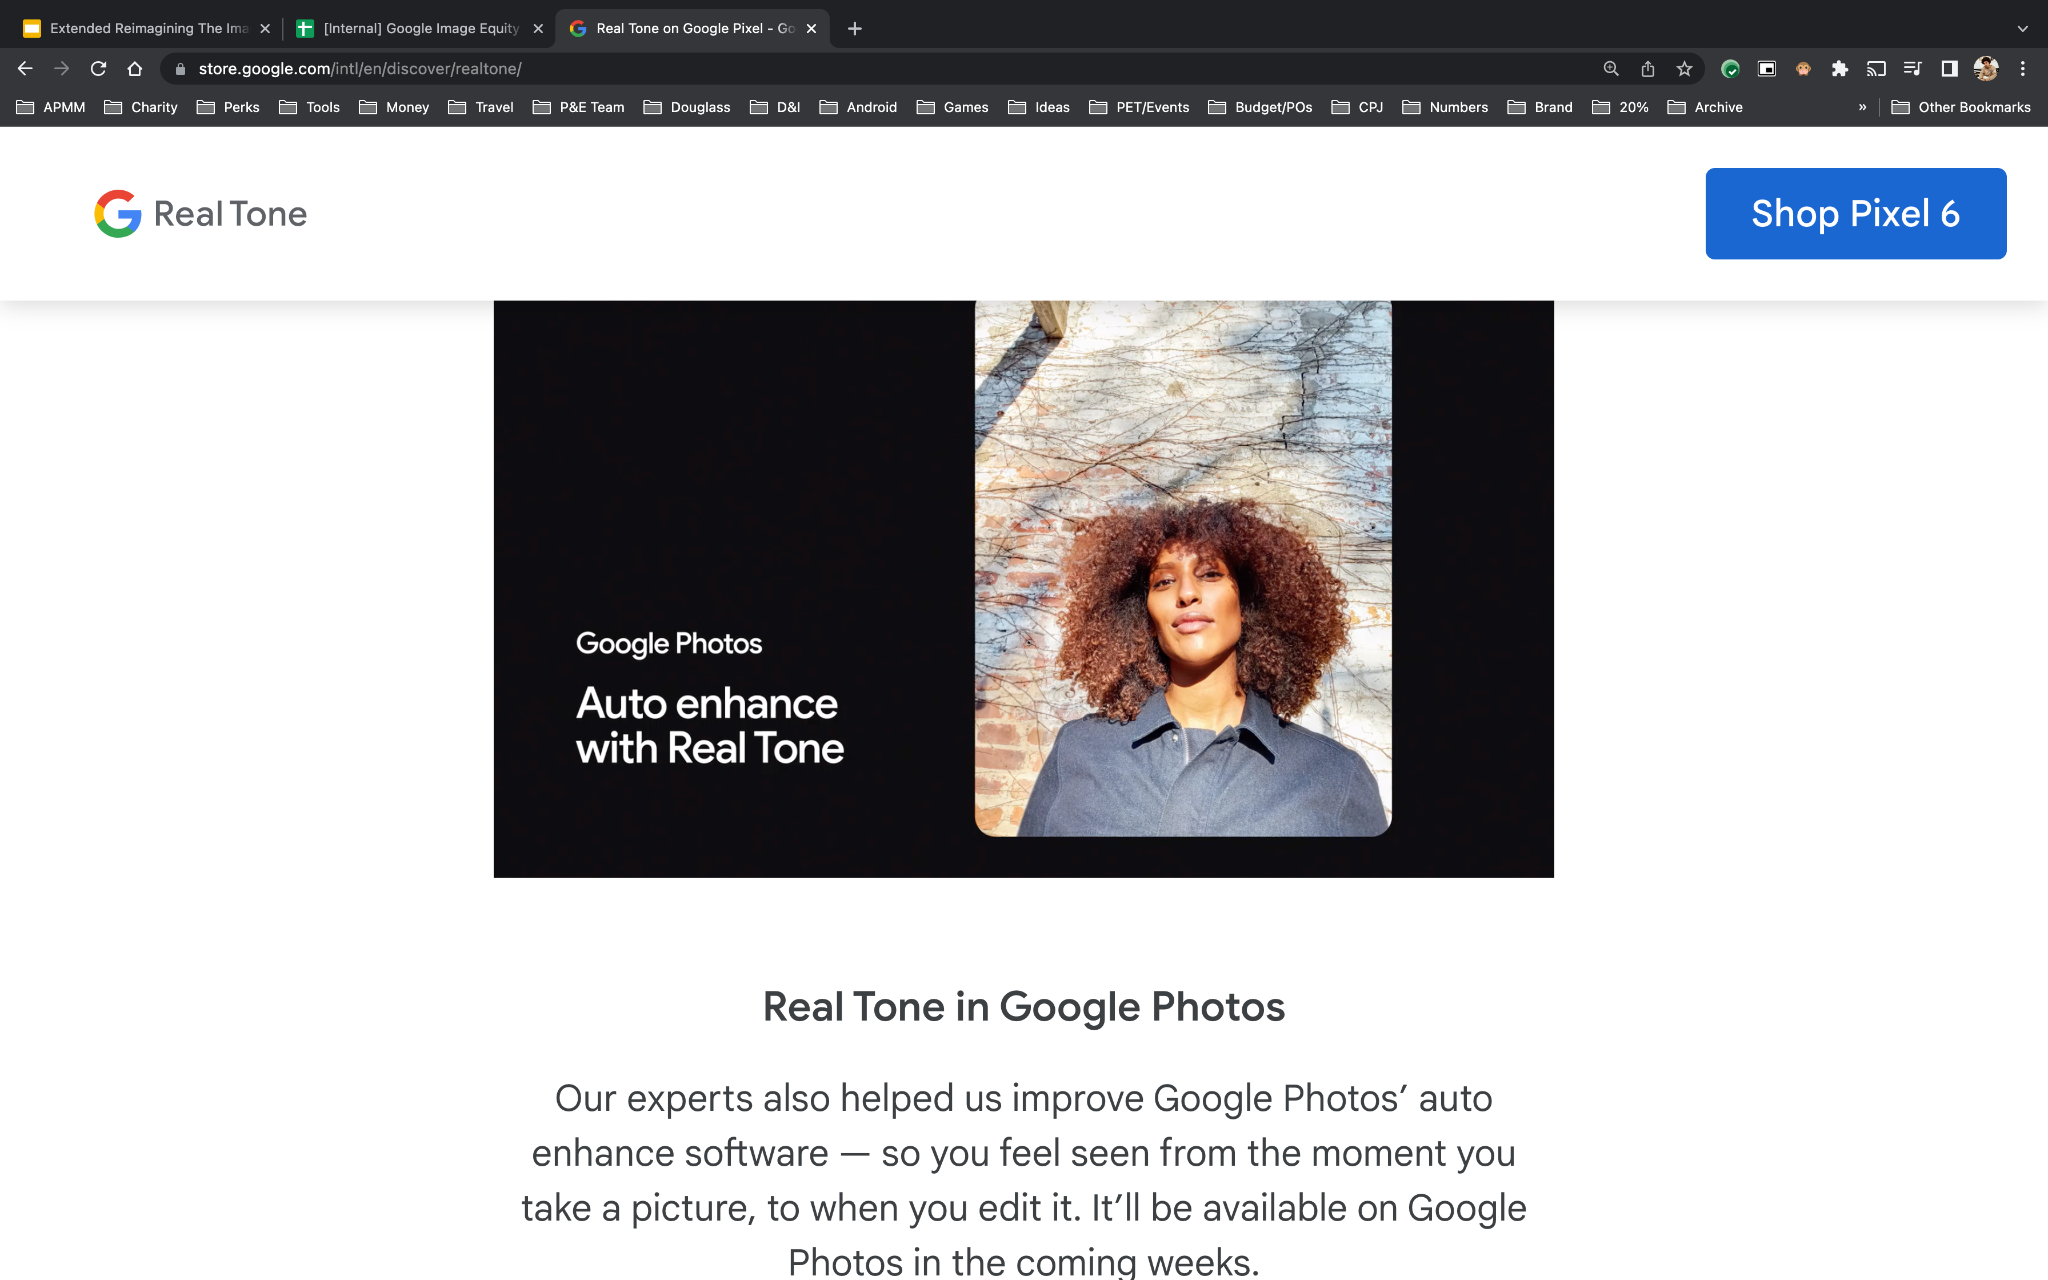 Extended Reimagining The Ima
[Internal] Google Image Equity
Real Tone on Google Pixel - Go
store.google.com/intl/en/discover/realtone/
APMM
Charity
Perks
Tools
Money
Travel
P&E Team
Douglass
D&I
Android
Games
Ideas
PET/Events
Budget/POs
CPJ
Numbers
Brand
20%
Archive
»
Other Bookmarks
Real Tone
Shop Pixel 6
Google Photos
Auto enhance
with Real Tone
Real Tone in Google Photos
Our experts also helped us improve Google Photos’ auto
enhance software — so you feel seen from the moment you
take a picture, to when you edit it. It’ll be available on Google
Photos in the coming weeks.